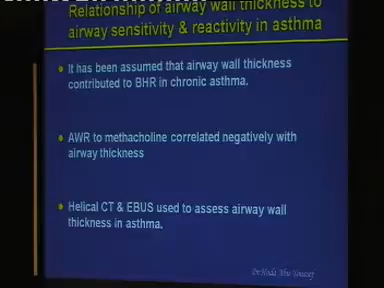 Relationship of airway wall thickness to
airway sensitivity & reactivity in asthma
It has been assumed that airway wall thickness
contributed to BHR in chronic asthma.
AWR to methacholine correlated negatively with
airway thickness
Helical CT & EBUS used to assess airway wall
thickness in asthma.
Dr Huda Abu Youssef